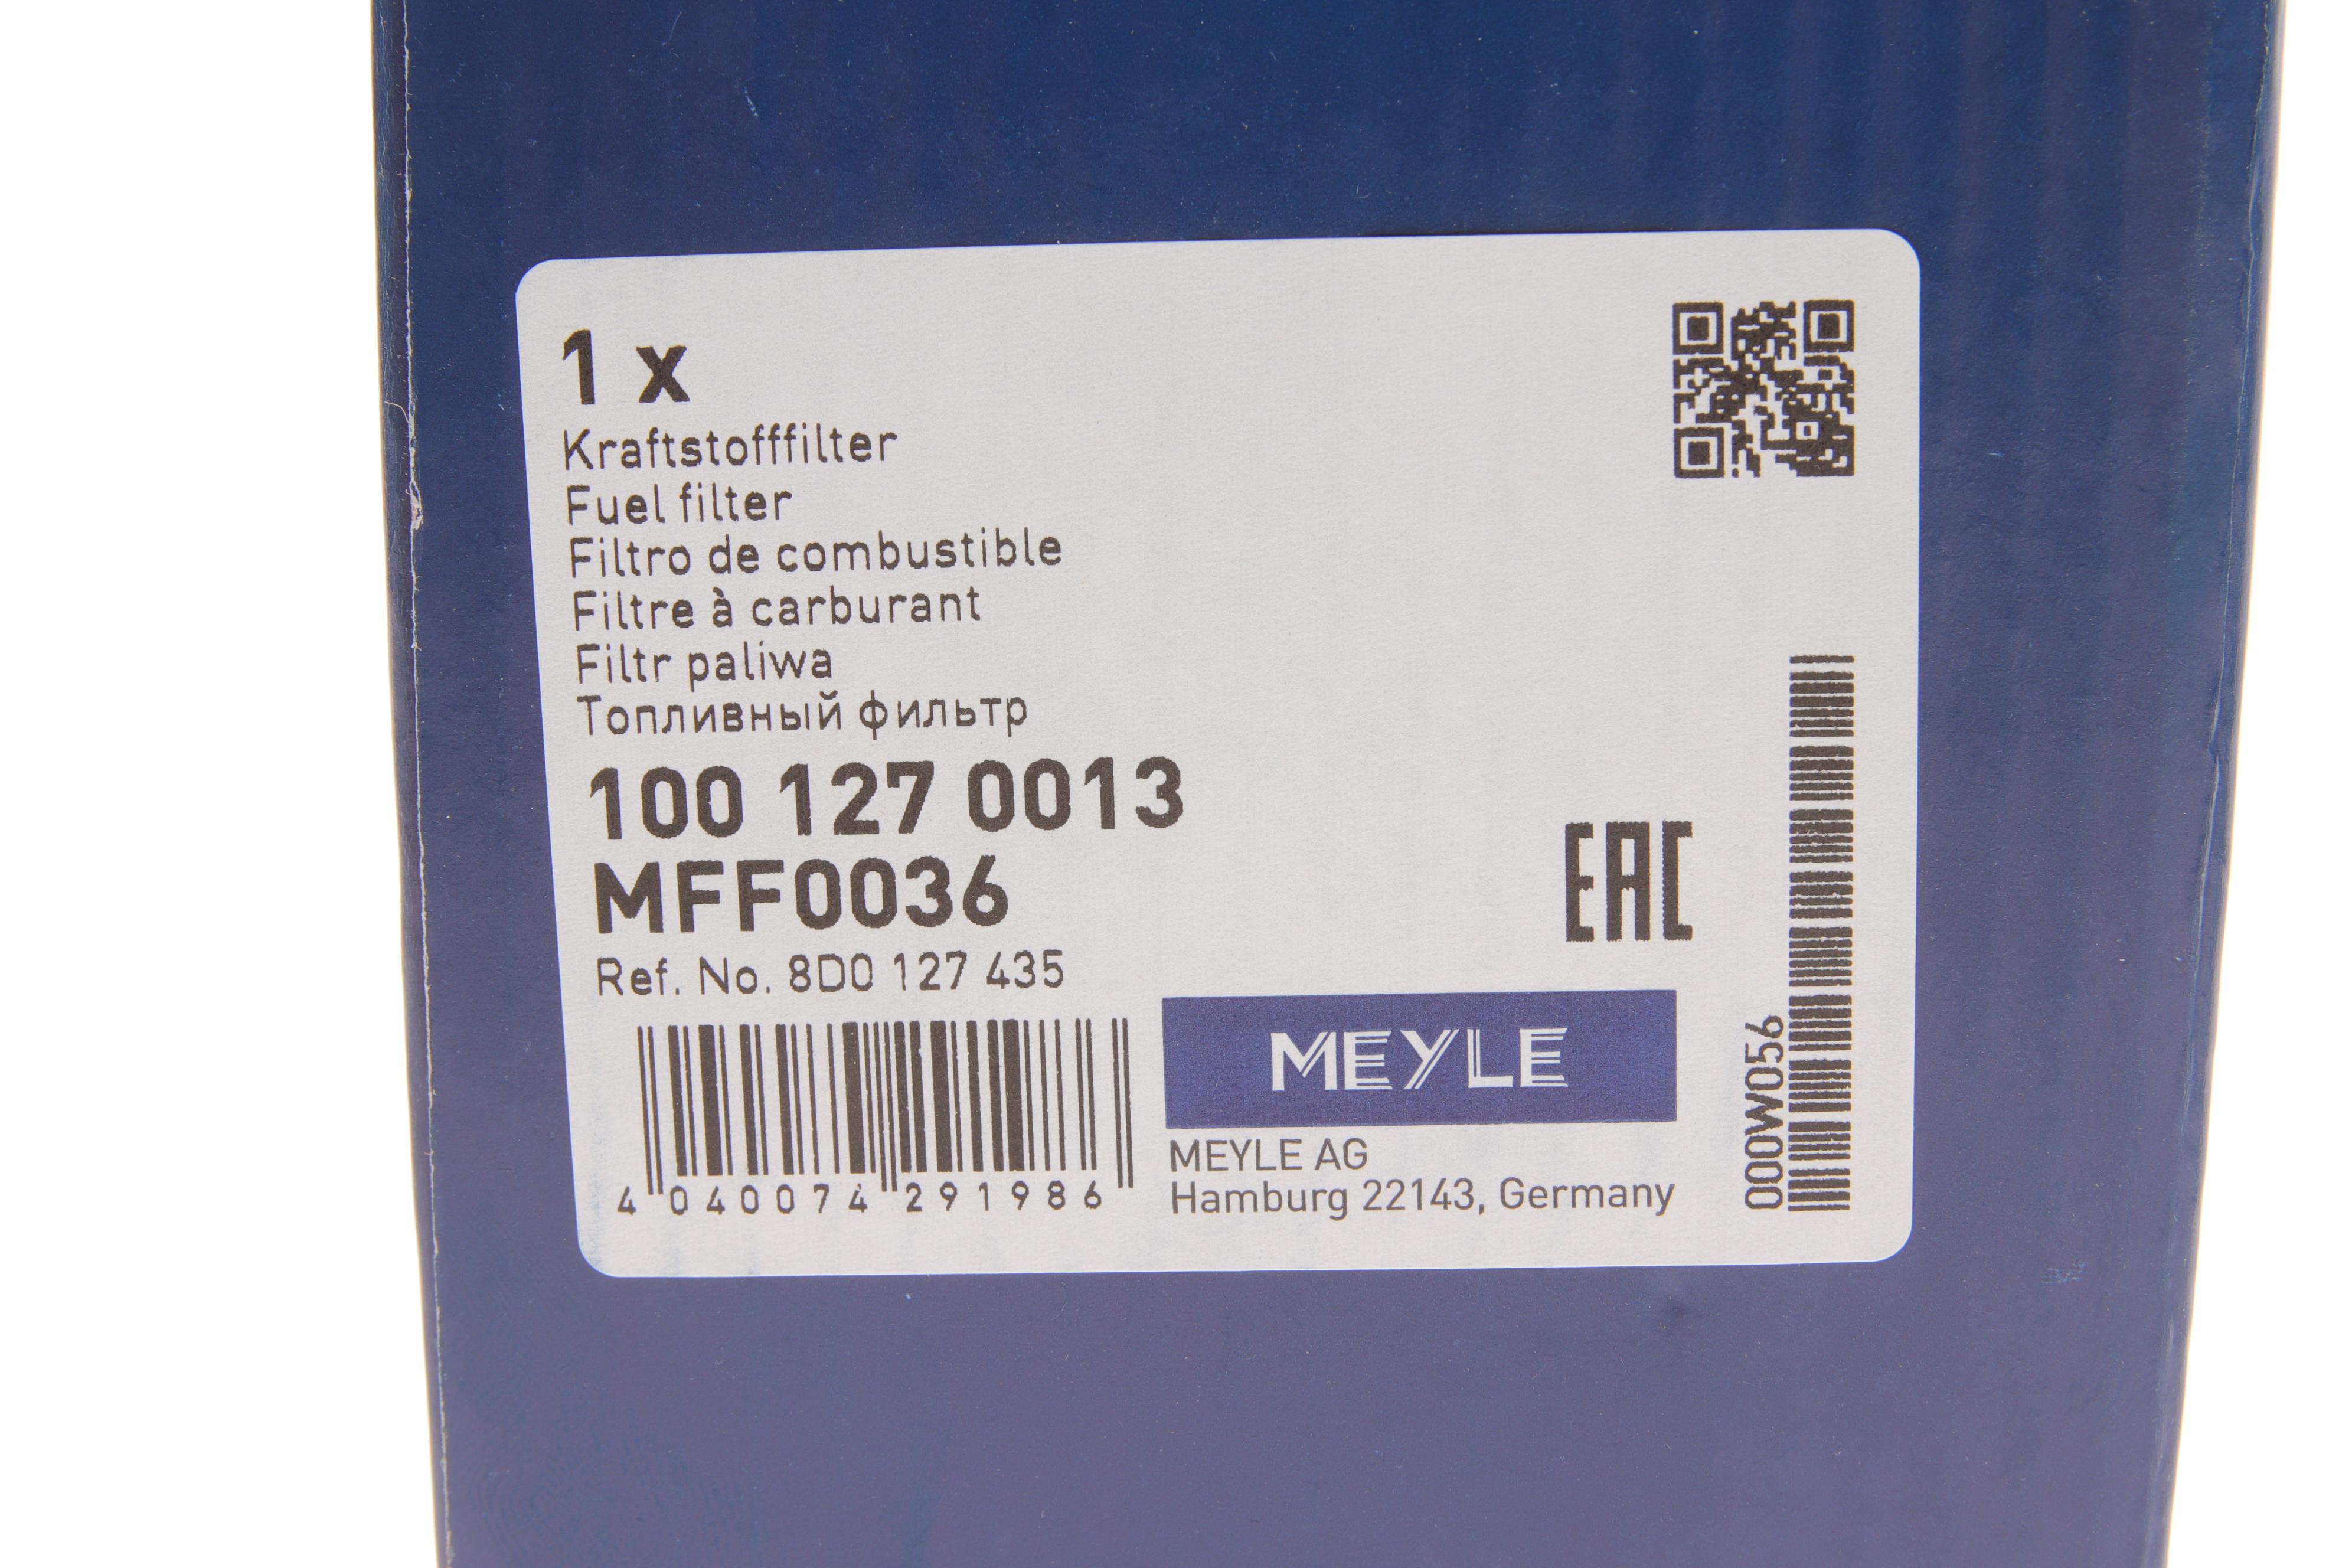 1 x
Kraftstofffilter
Fuel filter
Filtro de combustible
Filtre à carburant
Filtr paliwa
Топливный фильтр
100 127 0013
MFF0036
Ref. No. 8D0 127 435
4 040074 291986
EAC
MEYLE
MEYLE AG
Hamburg 22143, Germany
000W056